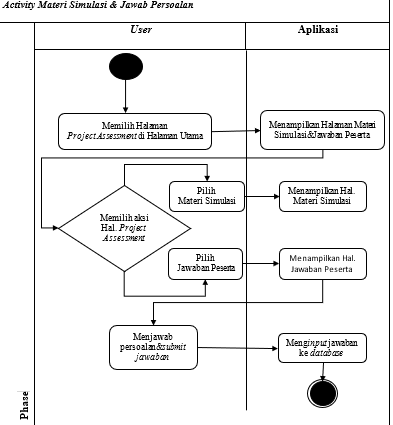 Activity Materi Simulasi & Jawab Persoalan
User
Aplikasi
Memilih Halaman
Project Assessment di Halaman Utama
Menampilkan Halaman Materi
Simulasi&Jawaban Peserta
Pilih
Materi Simulasi
Menampilkan Hal.
Materi Simulasi
Memilih aksi
Hal. Project
Assessment
Pilih
Jawaban Peserta
Menampilkan Hal.
Jawaban Peserta
Menjawab
persoalan&submit
jawaban
Menginput jawaban
ke database
Phase